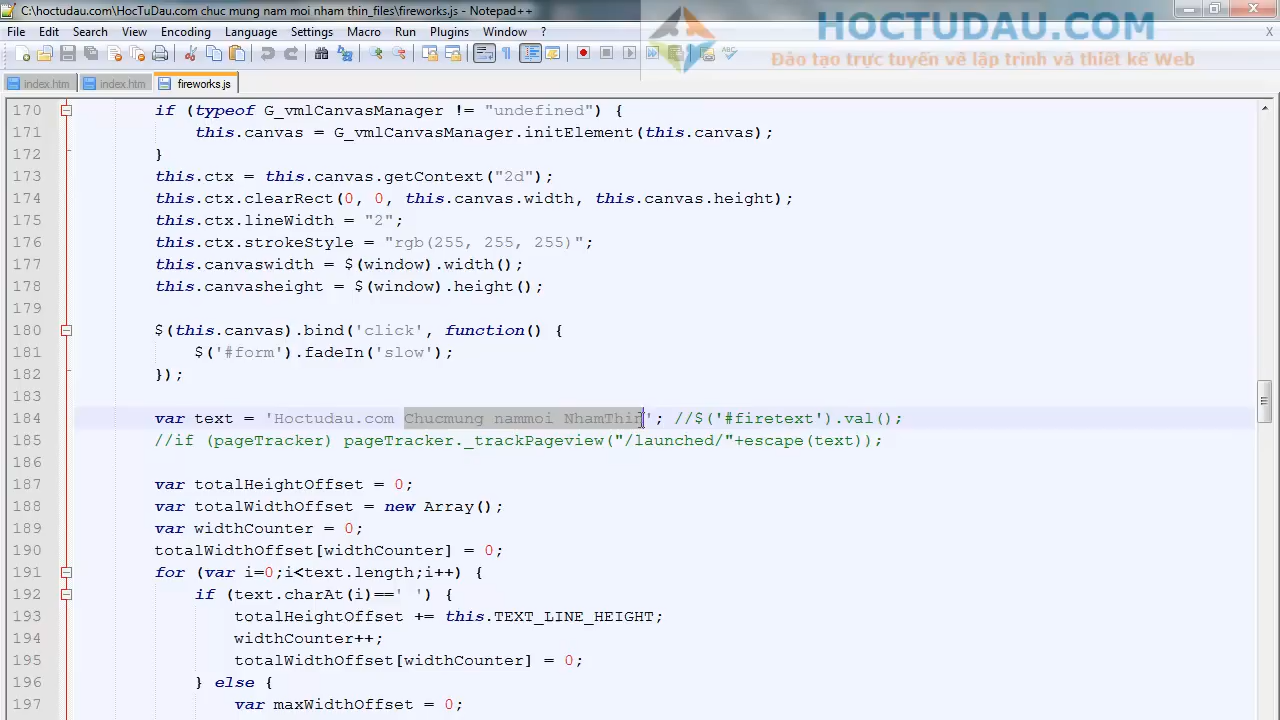 C:\hoctudau.com\HocTuDau.com chuc mung nam moi nham thin_files\fireworks.js - Notepad++
HOCTUDAU.COM
File Edit Search View Encoding Language Settings Macro Run Plugins Window ? X
Đào tạo trực tuyến về lập trình và thiết kế Web
index.htm index.htm fireworks.js
170 if (typeof G_vmlCanvasManager != "undefined") {
171 this.canvas = G_vmlCanvasManager.initElement(this.canvas);
172 }
173 this.ctx = this.canvas.getContext("2d");
174 this.ctx.clearRect(0, 0, this.canvas.width, this.canvas.height);
175 this.ctx.lineWidth = "2";
176 this.ctx.strokeStyle = "rgb(255, 255, 255)";
177 this.canvaswidth = $(window).width();
178 this.canvasheight = $(window).height();
179
180 $(this.canvas).bind('click', function() {
181 $('#form').fadeIn('slow');
182 });
183
184 var text = 'Hoctudau.com Chucmung nammoi NhamThin'; //$('#firetext').val();
185 //if (pageTracker) pageTracker._trackPageview("/launched/"+escape(text));
186
187 var totalHeightOffset = 0;
188 var totalWidthOffset = new Array();
189 var widthCounter = 0;
190 totalWidthOffset[widthCounter] = 0;
191 for (var i=0;i<text.length;i++) {
192 if (text.charAt(i)==' ') {
193 totalHeightOffset += this.TEXT_LINE_HEIGHT;
194 widthCounter++;
195 totalWidthOffset[widthCounter] = 0;
196 } else {
197 var maxWidthOffset = 0;